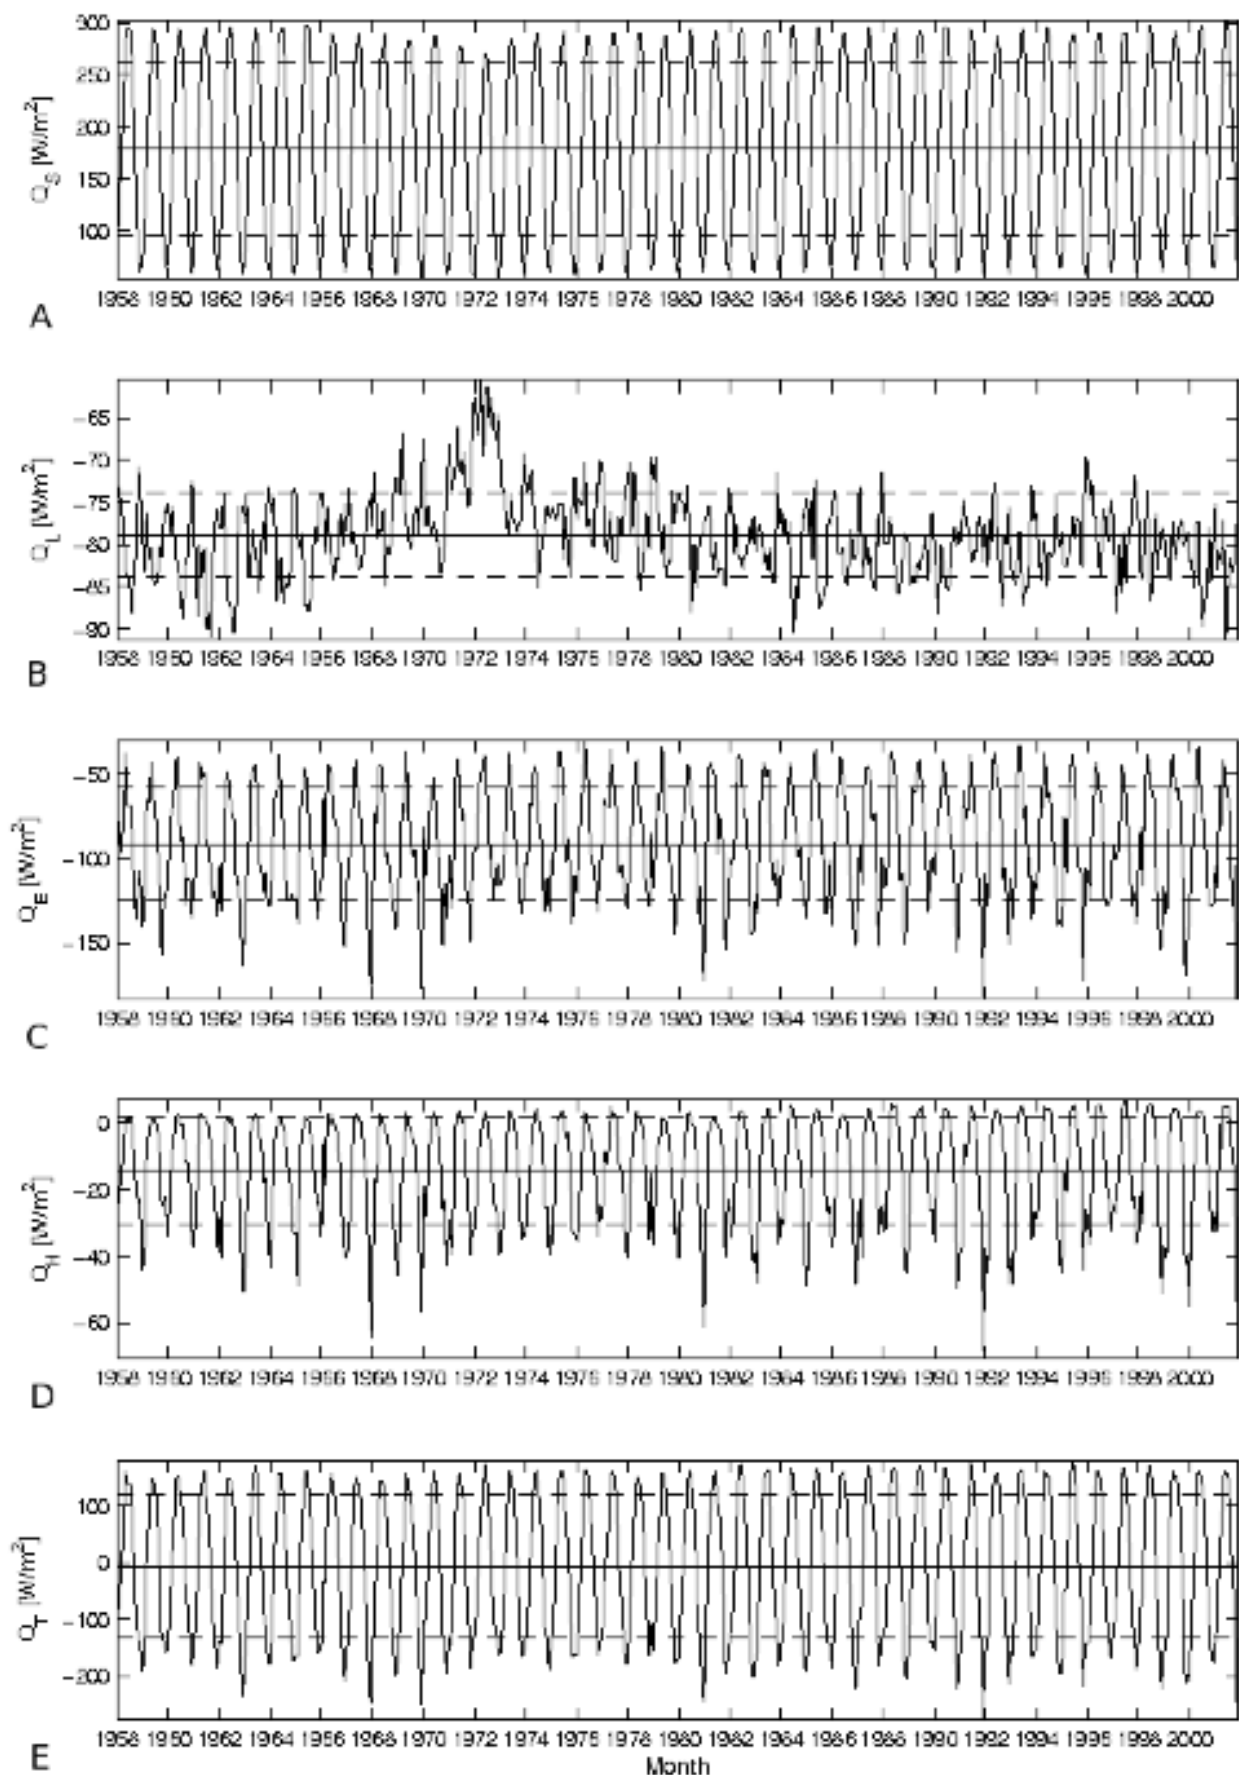 300
250
200
150
100
Q_S [W/m²]
1958 1960 1962 1964 1966 1968 1970 1972 1974 1976 1978 1980 1982 1984 1986 1988 1990 1992 1994 1996 1998 2000
A
−65
−70
−75
−80
−85
−90
Q_L [W/m²]
1958 1960 1962 1964 1966 1968 1970 1972 1974 1976 1978 1980 1982 1984 1986 1988 1990 1992 1994 1996 1998 2000
B
−50
−100
−150
Q_E [W/m²]
1958 1960 1962 1964 1966 1968 1970 1972 1974 1976 1978 1980 1982 1984 1986 1988 1990 1992 1994 1996 1998 2000
C
0
−20
−40
−60
Q_H [W/m²]
1958 1960 1962 1964 1966 1968 1970 1972 1974 1976 1978 1980 1982 1984 1986 1988 1990 1992 1994 1996 1998 2000
D
100
0
−100
−200
Q_T [W/m²]
1958 1960 1962 1964 1966 1968 1970 1972 1974 1976 1978 1980 1982 1984 1986 1988 1990 1992 1994 1996 1998 2000
E
Month